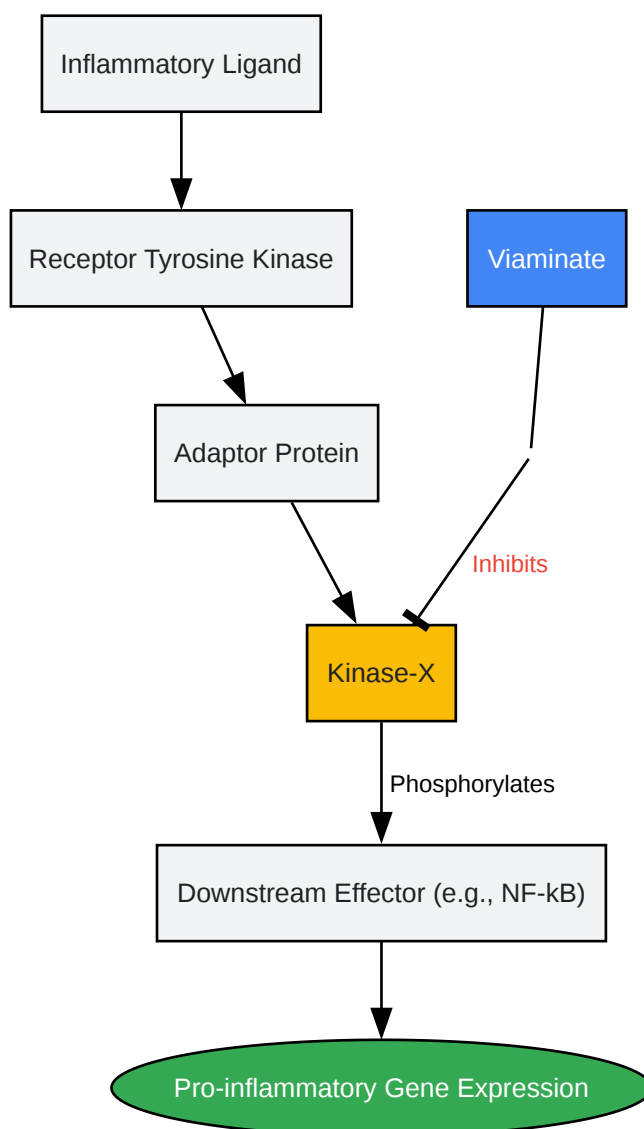 Inflammatory Ligand
Receptor Tyrosine Kinase
Viaminate
Adaptor Protein
Inhibits
Kinase-X
Phosphorylates
Downstream Effector (e.g., NF-kB)
Pro-inflammatory Gene Expression